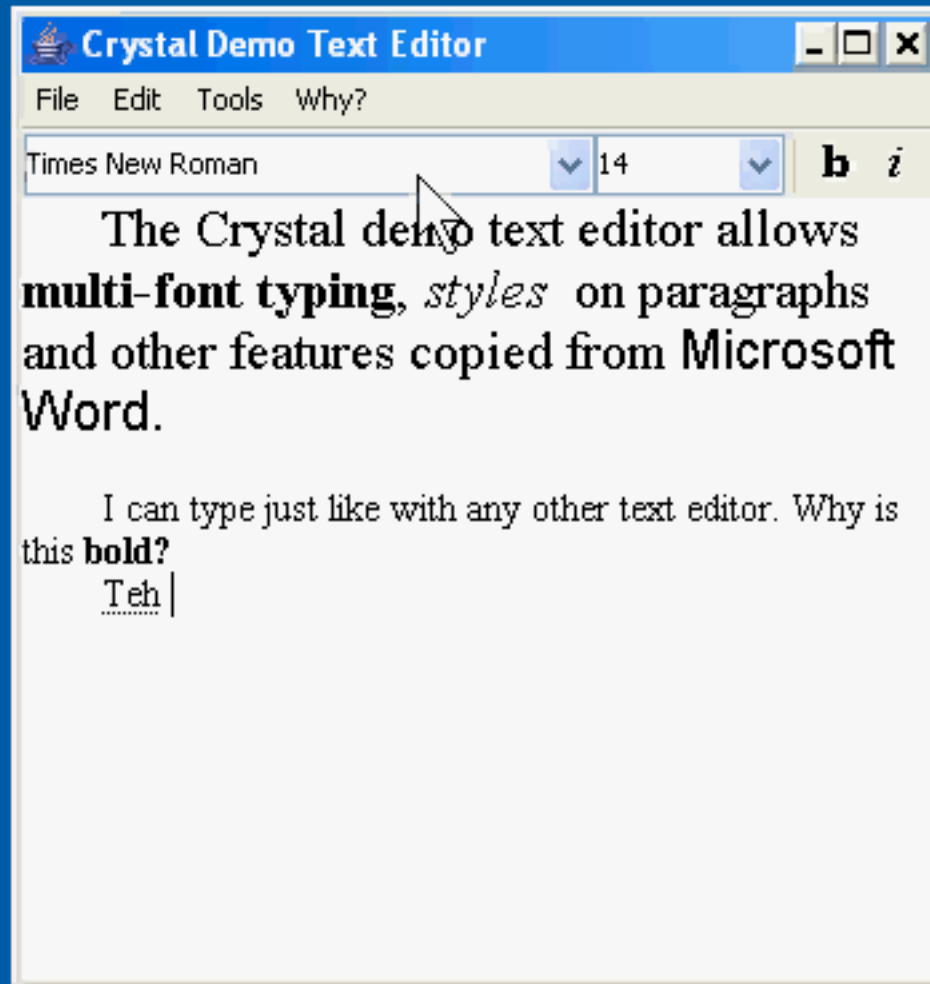 Crystal Demo Text Editor
File Edit Tools Why?
Times New Roman 14 b i
The Crystal demo text editor allows
multi-font typing, styles on paragraphs
and other features copied from Microsoft
Word.
I can type just like with any other text editor. Why is
this bold?
Teh